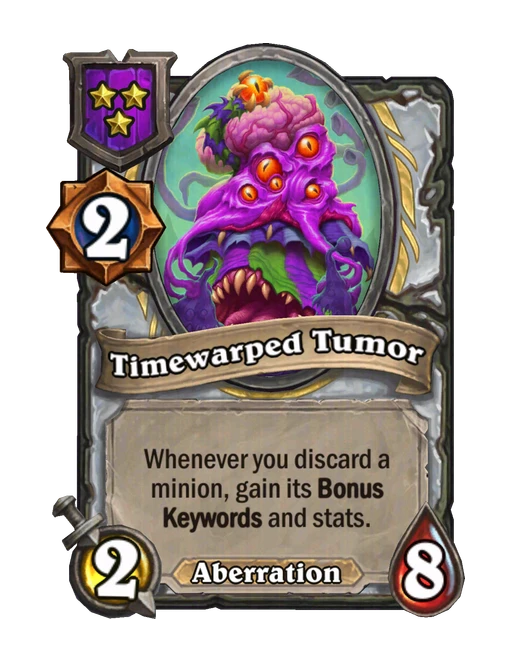 2
Timewarped Tumor
Whenever you discard a
minion, gain its Bonus
Keywords and stats.
2
Aberration
8